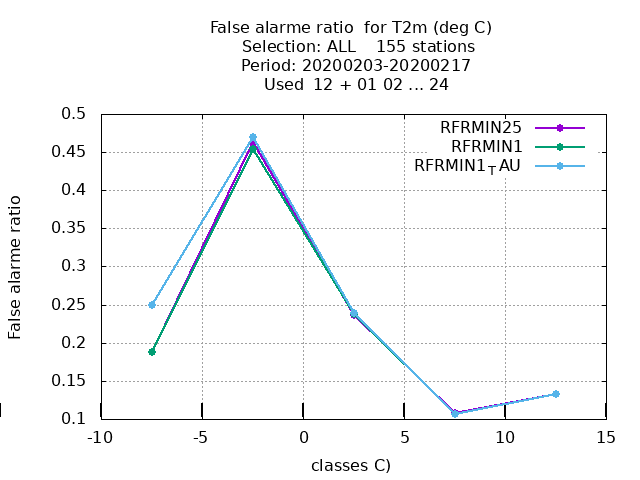 False alarme ratio  for T2m (deg C)
Selection: ALL    155 stations
Period: 20200203-20200217
Used  12 + 01 02 ... 24
RFRMIN25
RFRMIN1
RFRMIN1TAU
False alarme ratio
0.5
0.45
0.4
0.35
0.3
0.25
0.2
0.15
0.1
-10 -5 0 5 10 15
classes C)